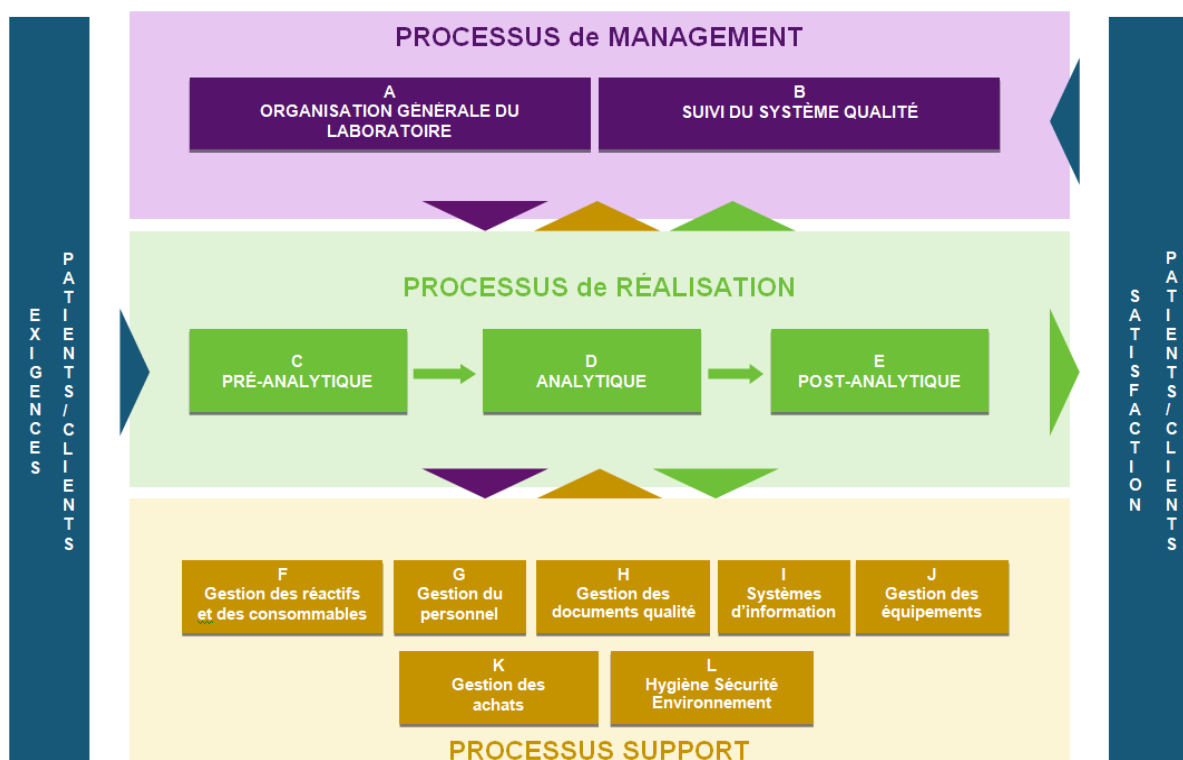 PROCESSUS de MANAGEMENT
A
ORGANISATION GÉNÉRALE DU
LABORATOIRE
B
SUIVI DU SYSTÈME QUALITÉ
EXIGENCES
PATIENTS/CLIENTS
PROCESSUS de RÉALISATION
C
PRÉ-ANALYTIQUE
D
ANALYTIQUE
E
POST-ANALYTIQUE
SATISFACTION
PATIENTS/CLIENTS
F
Gestion des réactifs
et des consommables
G
Gestion du
personnel
H
Gestion des
documents qualité
I
Systèmes
d'information
J
Gestion des
équipements
K
Gestion des
achats
L
Hygiène Sécurité
Environnement
PROCESSUS SUPPORT